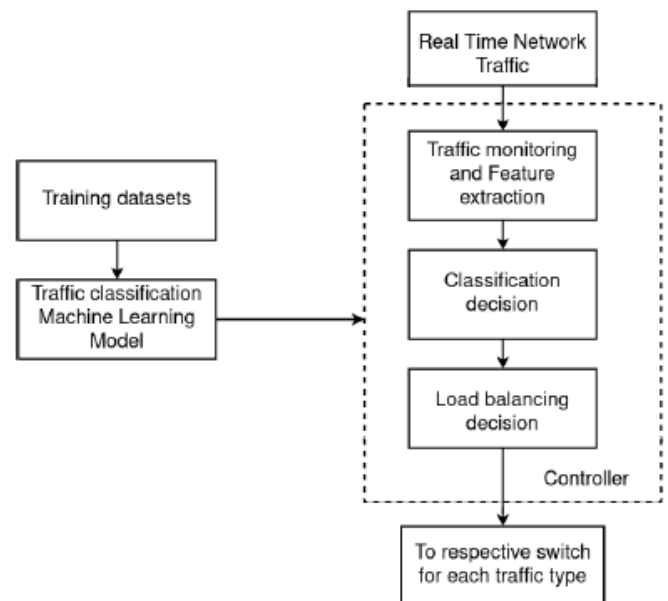 Real Time Network
Traffic
Traffic monitoring
and Feature
extraction
Training datasets
Classification
decision
Traffic classification
Machine Learning
Model
Load balancing
decision
Controller
To respective switch
for each traffic type